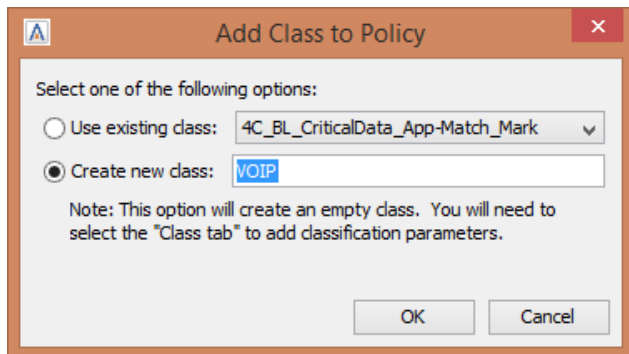 Add Class to Policy
Select one of the following options:
Use existing class: 4C_BL_CriticalData_App-Match_Mark
Create new class: VOIP
Note: This option will create an empty class. You will need to
select the "Class tab" to add classification parameters.
OK Cancel